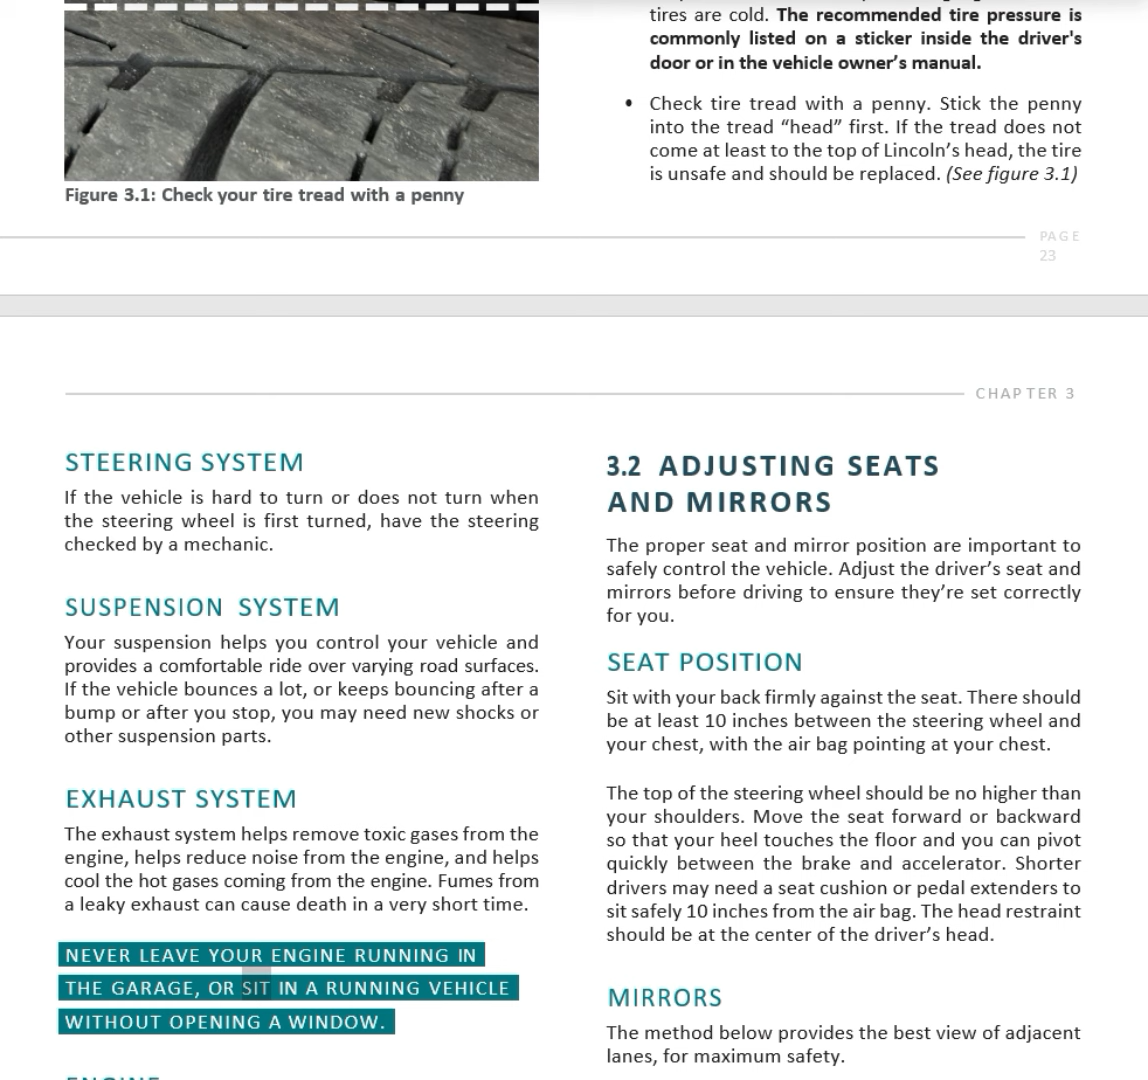 tires are cold. The recommended tire pressure is
commonly listed on a sticker inside the driver's
door or in the vehicle owner’s manual.
• Check tire tread with a penny. Stick the penny
into the tread “head” first. If the tread does not
come at least to the top of Lincoln’s head, the tire
is unsafe and should be replaced. (See figure 3.1)
Figure 3.1: Check your tire tread with a penny
PAGE
23
CHAPTER 3
STEERING SYSTEM
If the vehicle is hard to turn or does not turn when
the steering wheel is first turned, have the steering
checked by a mechanic.
SUSPENSION SYSTEM
Your suspension helps you control your vehicle and
provides a comfortable ride over varying road surfaces.
If the vehicle bounces a lot, or keeps bouncing after a
bump or after you stop, you may need new shocks or
other suspension parts.
EXHAUST SYSTEM
The exhaust system helps remove toxic gases from the
engine, helps reduce noise from the engine, and helps
cool the hot gases coming from the engine. Fumes from
a leaky exhaust can cause death in a very short time.
NEVER LEAVE YOUR ENGINE RUNNING IN
THE GARAGE, OR SIT IN A RUNNING VEHICLE
WITHOUT OPENING A WINDOW.
ENGINE
3.2 ADJUSTING SEATS
AND MIRRORS
The proper seat and mirror position are important to
safely control the vehicle. Adjust the driver’s seat and
mirrors before driving to ensure they’re set correctly
for you.
SEAT POSITION
Sit with your back firmly against the seat. There should
be at least 10 inches between the steering wheel and
your chest, with the air bag pointing at your chest.
The top of the steering wheel should be no higher than
your shoulders. Move the seat forward or backward
so that your heel touches the floor and you can pivot
quickly between the brake and accelerator. Shorter
drivers may need a seat cushion or pedal extenders to
sit safely 10 inches from the air bag. The head restraint
should be at the center of the driver’s head.
MIRRORS
The method below provides the best view of adjacent
lanes, for maximum safety.